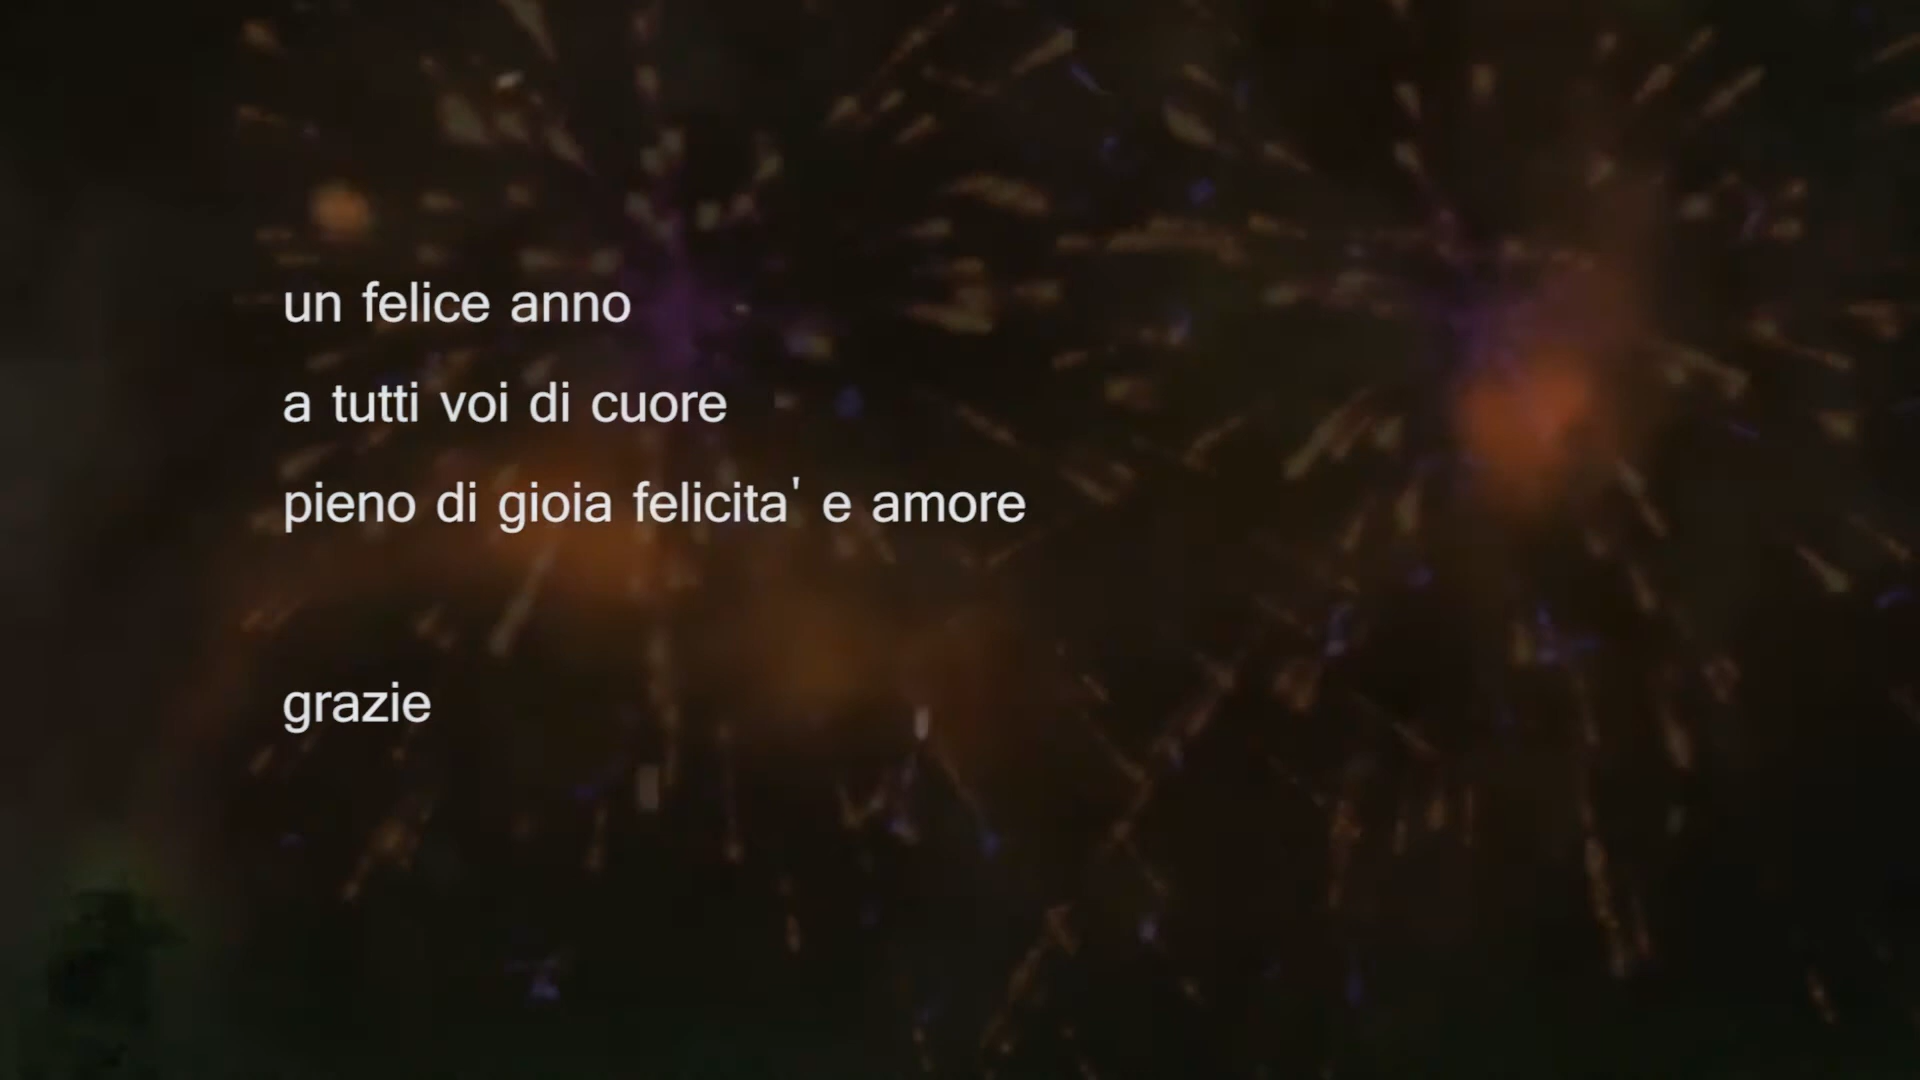 un felice anno
a tutti voi di cuore
pieno di gioia felicita' e amore
grazie